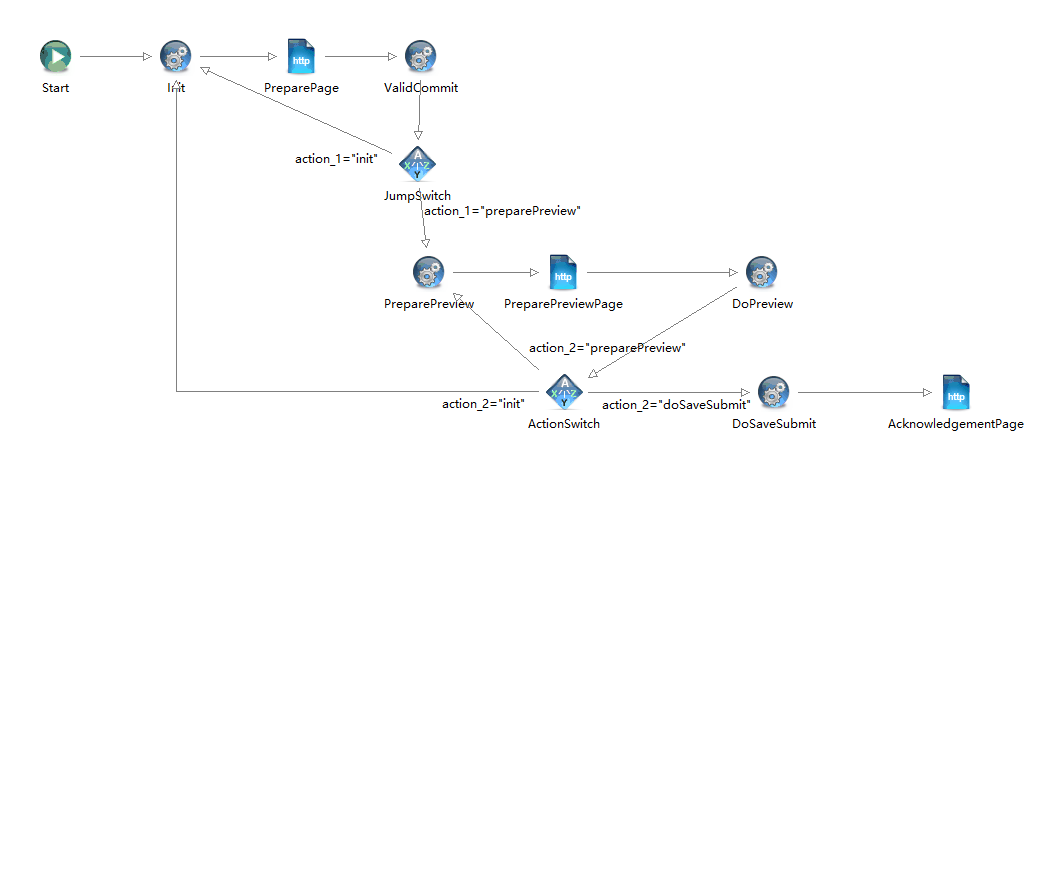 http
Start
Init
PreparePage
ValidCommit
action_1="init"
A
X Z
Y
JumpSwitch
action_1="preparePreview"
http
PreparePreview
PreparePreviewPage
DoPreview
action_2="preparePreview"
A
X Z
Y
http
action_2="init"
action_2="doSaveSubmit"
ActionSwitch
DoSaveSubmit
AcknowledgementPage